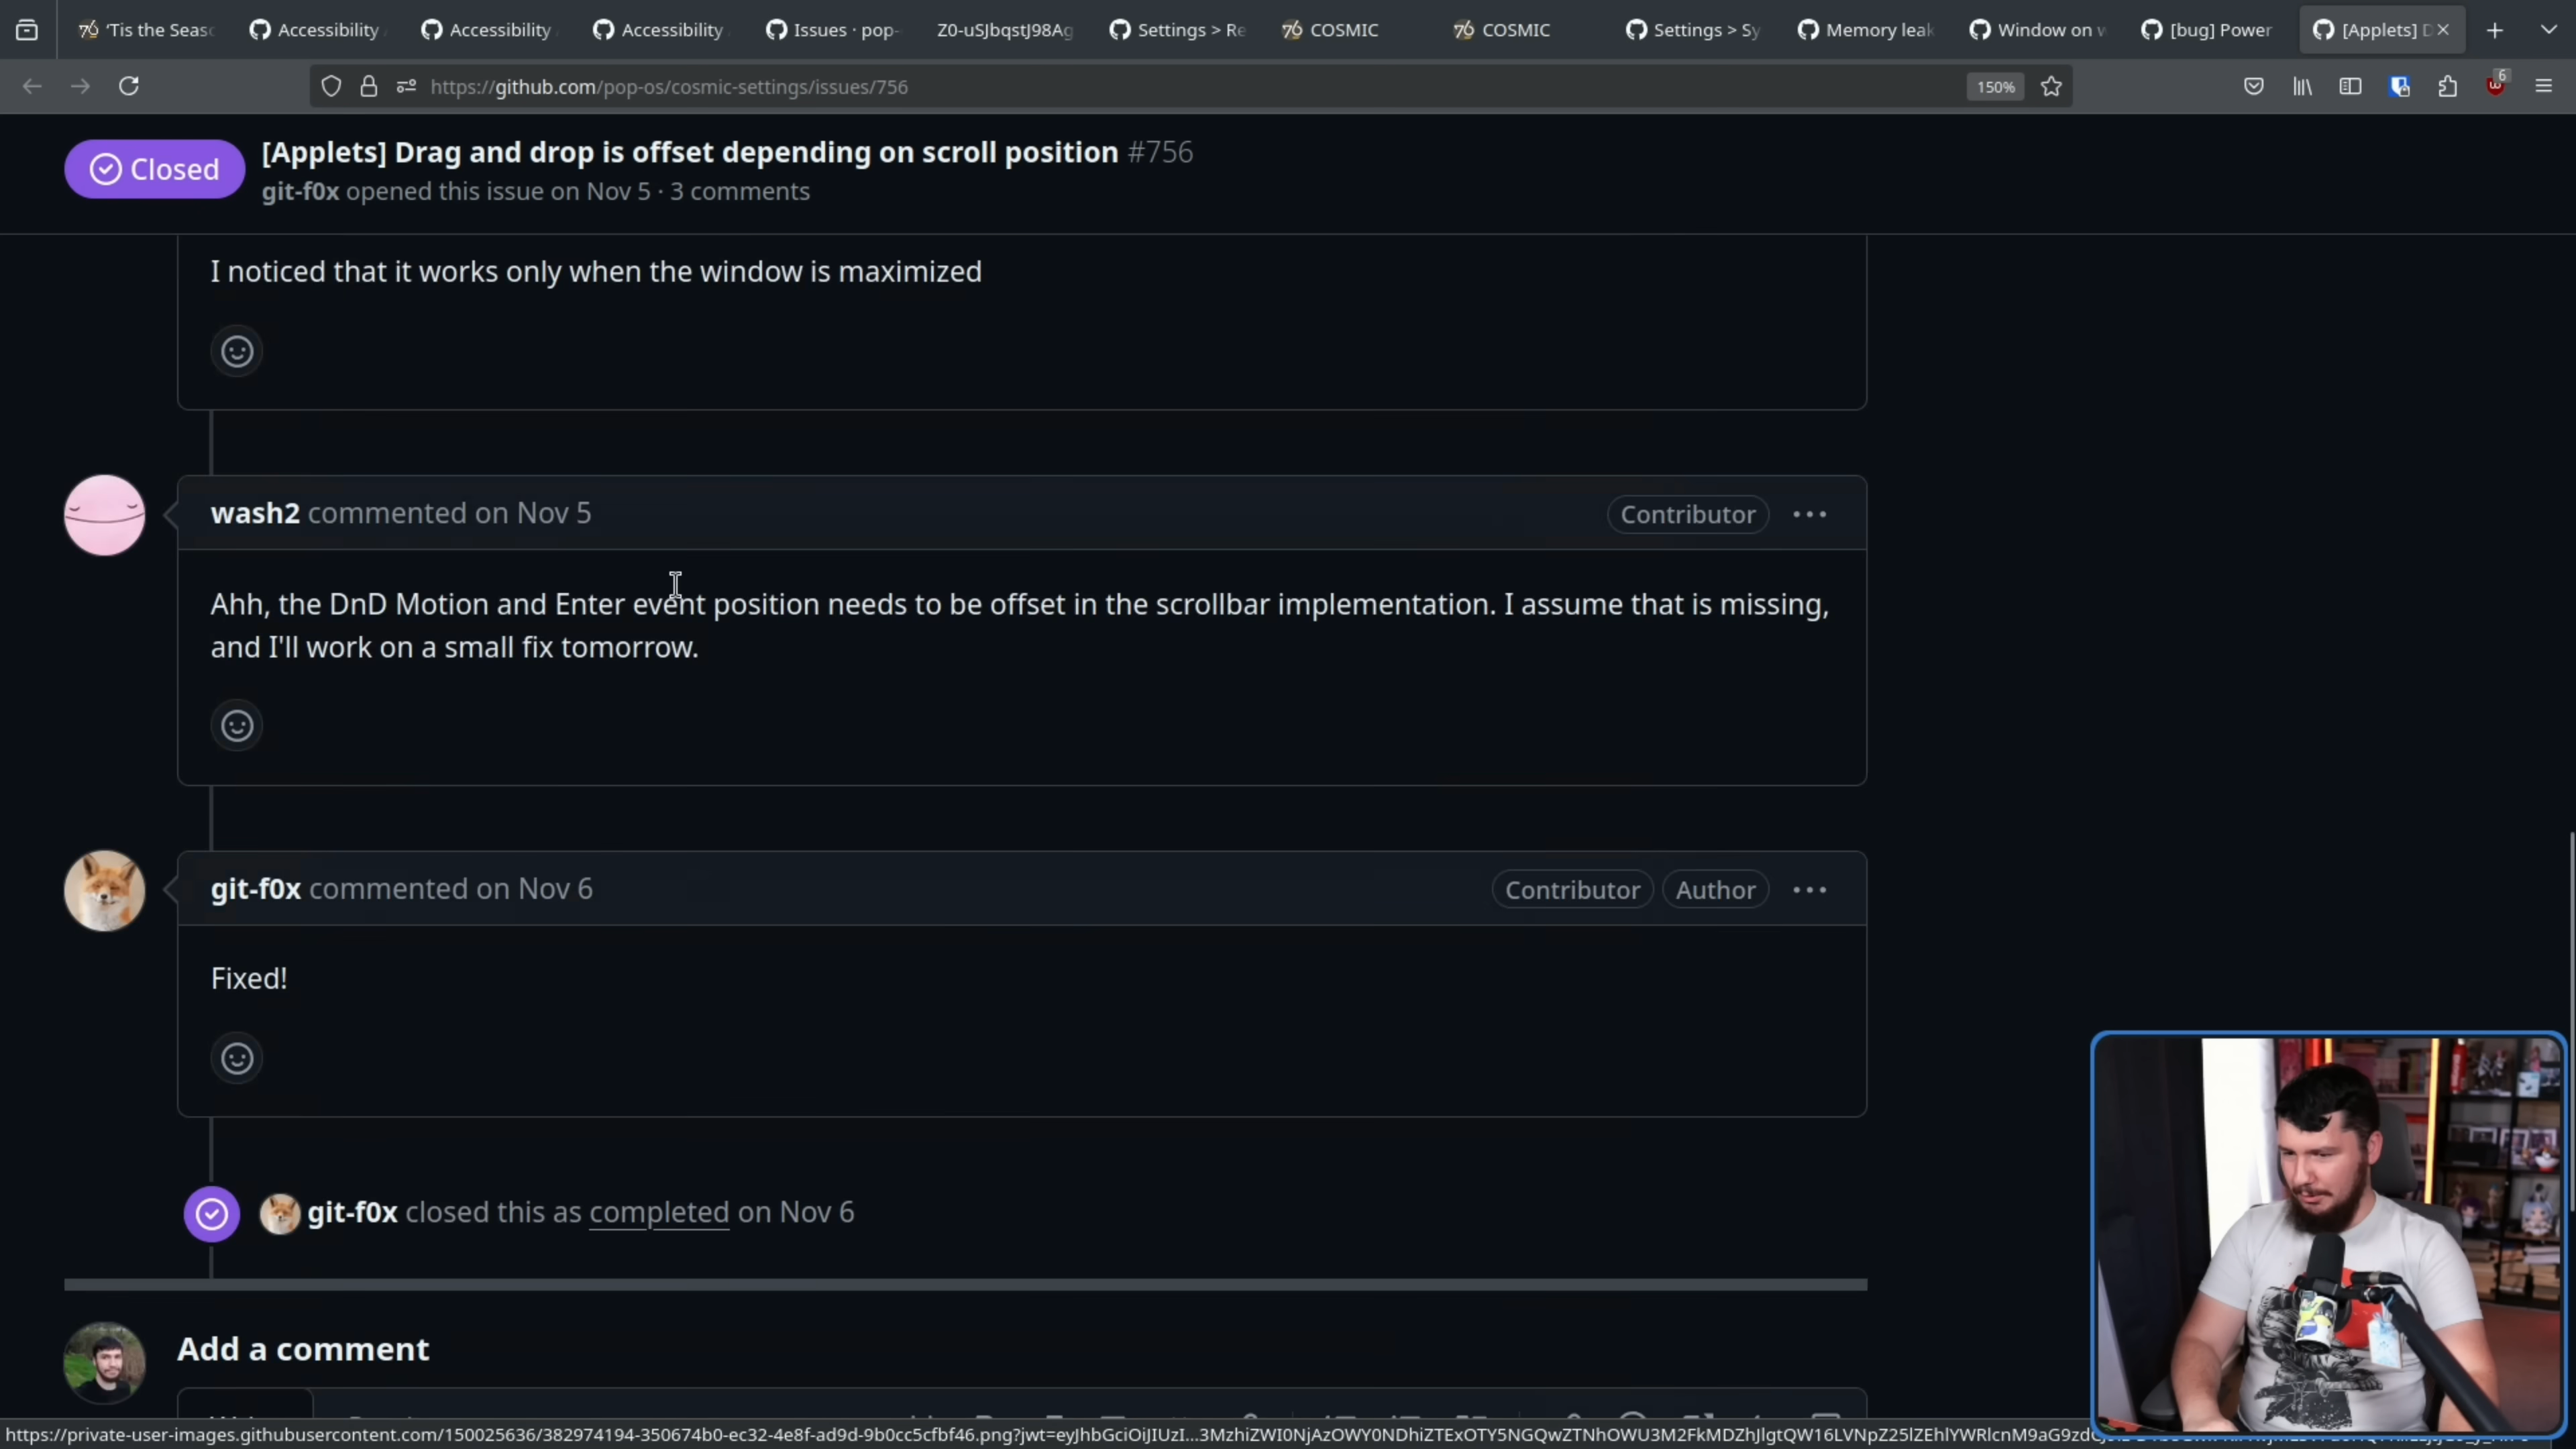 'Tis the Seas
Accessibility
Accessibility
Accessibility
Issues · pop-
Z0-uSJbqstJ98Ag
Settings > Re
COSMIC
COSMIC
Settings > Sy
Memory leak
Window on w
[bug] Power
[Applets] D
https://github.com/pop-os/cosmic-settings/issues/756
150%
6
Closed
[Applets] Drag and drop is offset depending on scroll position #756
git-f0x opened this issue on Nov 5 · 3 comments
I noticed that it works only when the window is maximized
wash2 commented on Nov 5
Contributor
Ahh, the DnD Motion and Enter event position needs to be offset in the scrollbar implementation. I assume that is missing,
and I'll work on a small fix tomorrow.
git-f0x commented on Nov 6
Contributor
Author
Fixed!
git-f0x closed this as completed on Nov 6
Add a comment